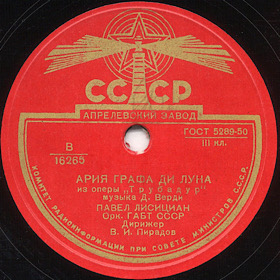 СССР
АПРЕЛЕВСКИЙ ЗАВОД
ГОСТ 5289-50
III кл.
В
16265
АРИЯ ГРАФА ДИ ЛУНА
из оперы „Трубадур"
музыка Д. Верди
ПАВЕЛ ЛИСИЦИАН
Орк. ГАБТ СССР
Дирижер
В. И. Пирадов
КОМИТЕТ РАДИОИНФОРМАЦИИ ПРИ СОВЕТЕ МИНИСТРОВ СССР.